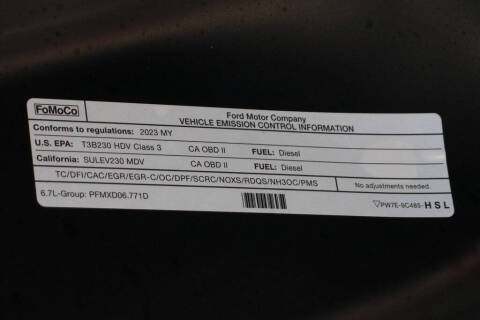 FoMoCo
Ford Motor Company
VEHICLE EMISSION CONTROL INFORMATION
Conforms to regulations: 2023 MY
U.S. EPA: T3B230 HDV Class 3 CA OBD II FUEL: Diesel
California: SULEV230 MDV CA OBD II FUEL: Diesel
TC/DFI/CAC/EGR/EGR-C/OC/DPF/SCRC/NOXS/RDQS/NH3OC/PMS No adjustments needed.
6.7L-Group: PFMXD06.771D
▽PW7E-9C485-HSL